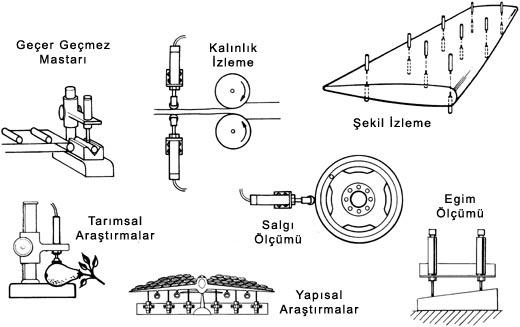 Geçer Geçmez
Mastarı
Kalınlık
İzleme
Şekil İzleme
Tarımsal
Araştırmalar
Salgı
Ölçümü
Egim
Ölçümü
Yapısal
Araştırmalar